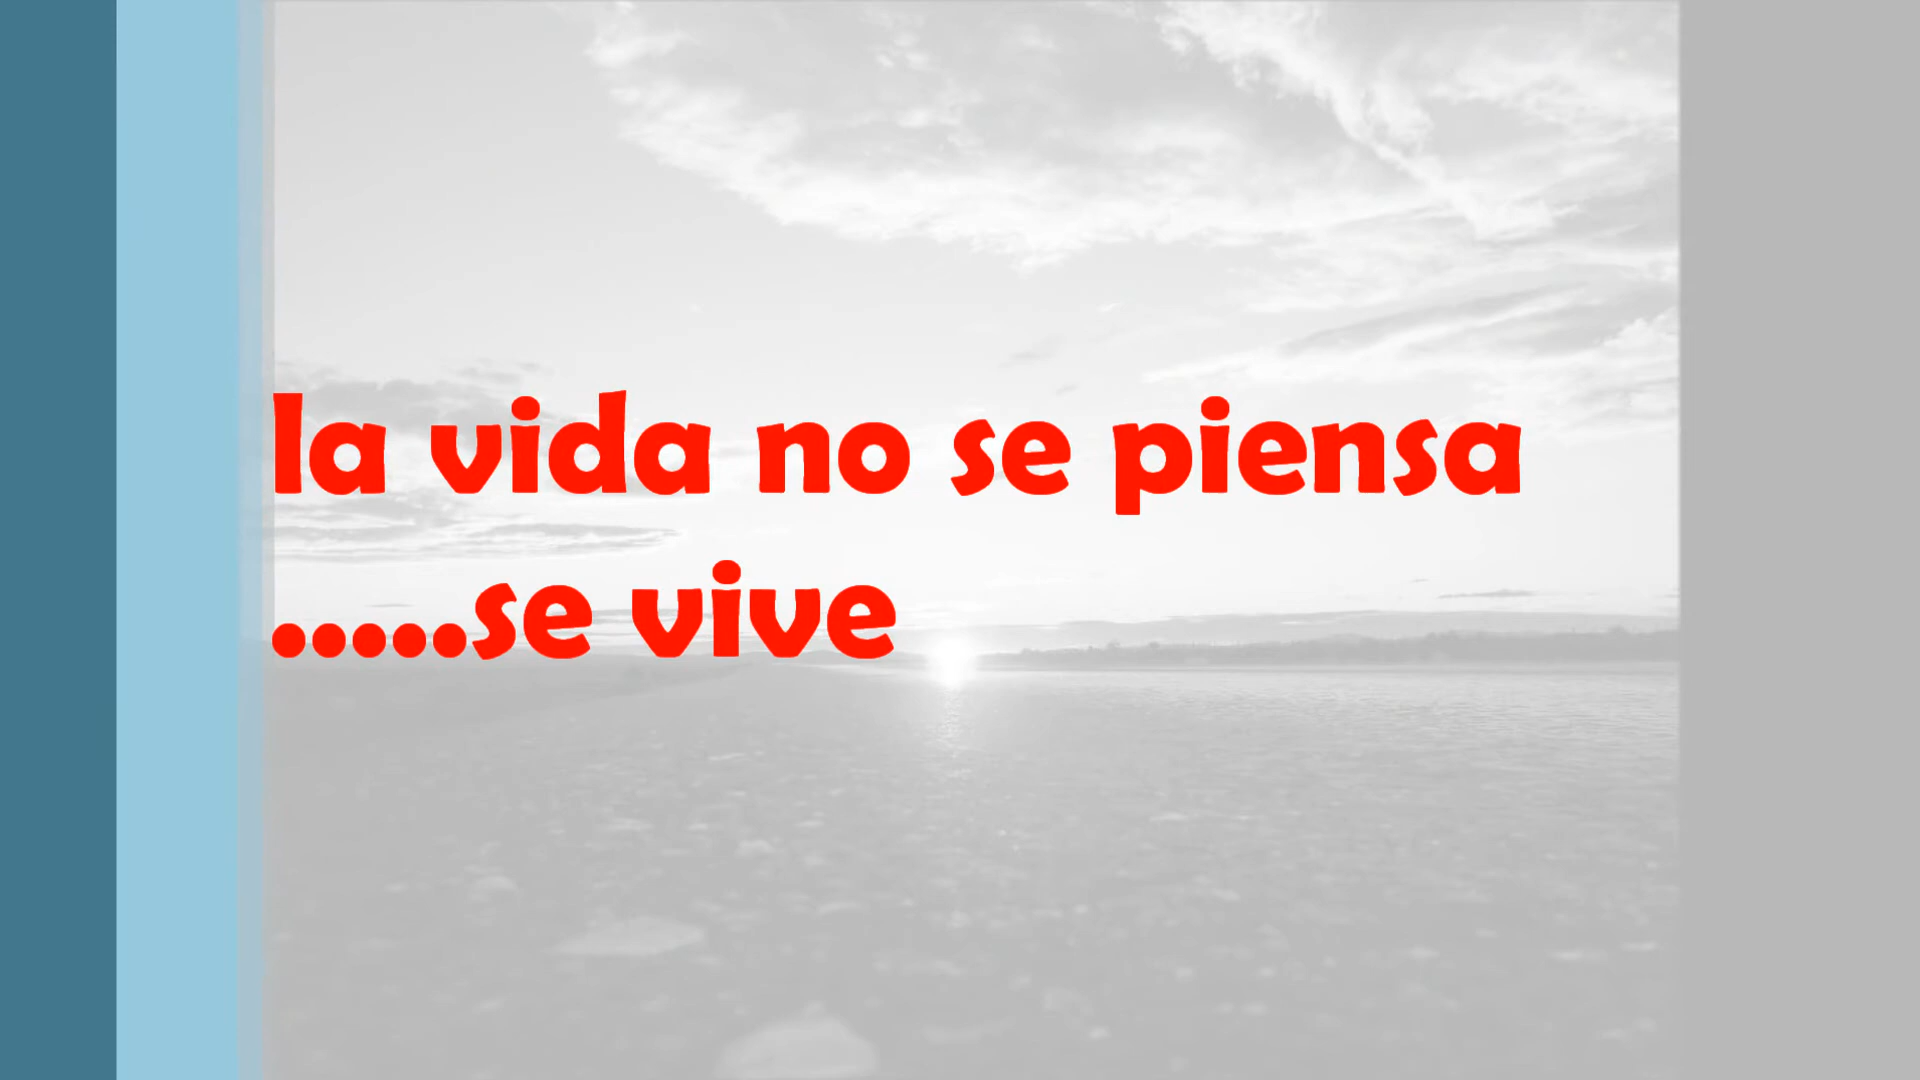 la vida no se piensa
.....se vive